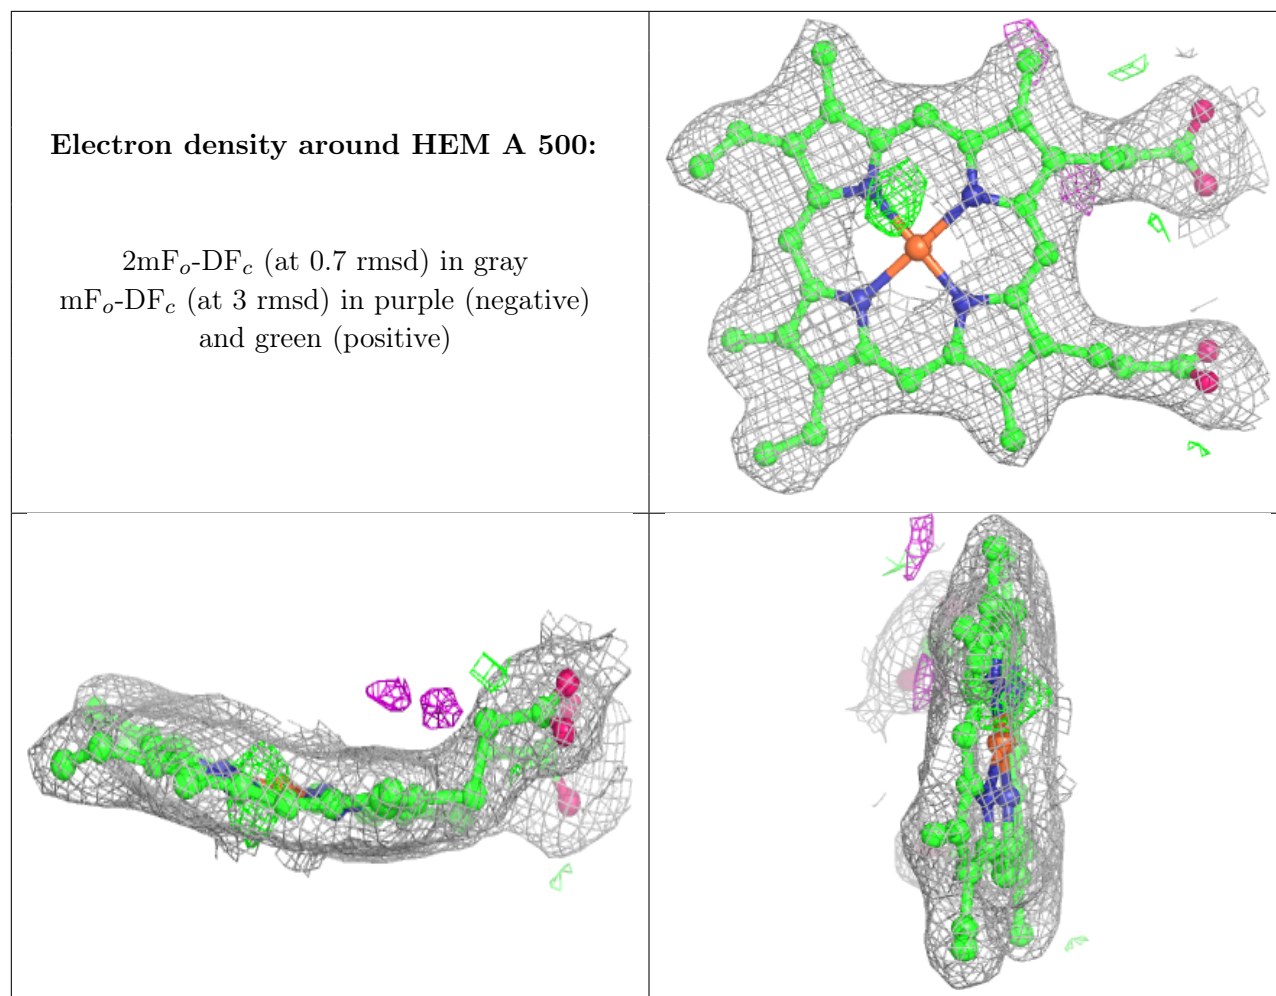 Electron density around HEM A 500:
2mFₒ-DF𝒸 (at 0.7 rmsd) in gray
mFₒ-DF𝒸 (at 3 rmsd) in purple (negative)
and green (positive)